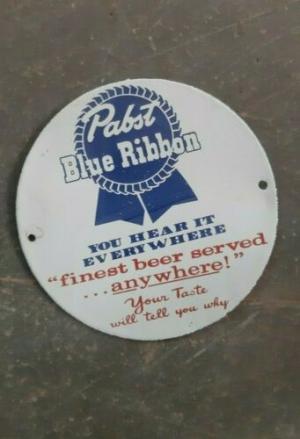 Pabst
Blue Ribbon
YOU HEAR IT
EVERYWHERE
"finest beer served
...anywhere!"
Your Taste
will tell you why